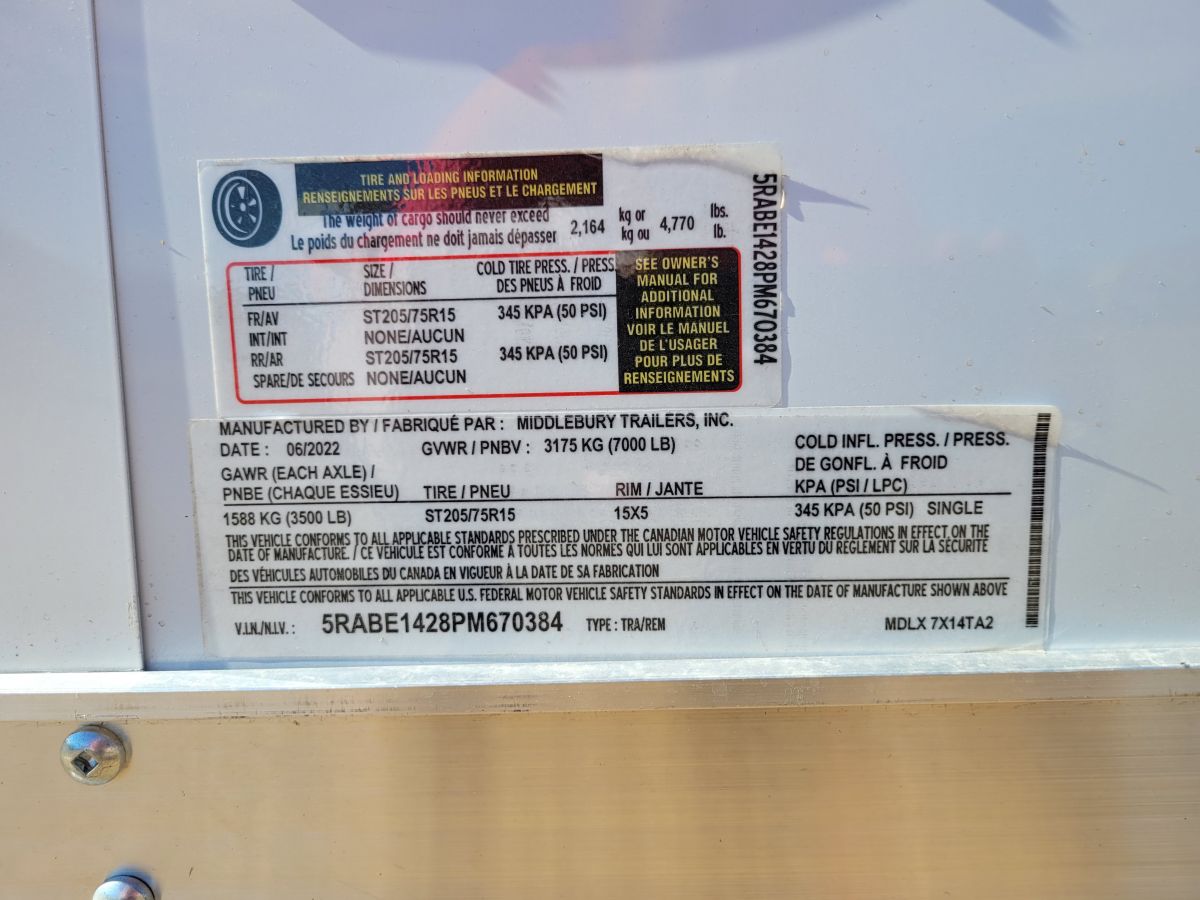 TIRE AND LOADING INFORMATION
RENSEIGNEMENTS SUR LES PNEUS ET LE CHARGEMENT
The weight of cargo should never exceed 2,164 kg or 4,770 lbs.
Le poids du chargement ne doit jamais dépasser kg ou lb.
TIRE / SIZE / COLD TIRE PRESS. / PRESS.
PNEU DIMENSIONS DES PNEUS À FROID
FR/AV ST205/75R15 345 KPA (50 PSI)
INT/INT NONE/AUCUN
RR/AR ST205/75R15 345 KPA (50 PSI)
SPARE/DE SECOURS NONE/AUCUN
SEE OWNER'S
MANUAL FOR
ADDITIONAL
INFORMATION
VOIR LE MANUEL
DE L'USAGER
POUR PLUS DE
RENSEIGNEMENTS
5RABE1428PM670384
MANUFACTURED BY / FABRIQUÉ PAR : MIDDLEBURY TRAILERS, INC.
DATE : 06/2022 GVWR / PNBV : 3175 KG (7000 LB) COLD INFL. PRESS. / PRESS.
GAWR (EACH AXLE) / DE GONFL. À FROID
PNBE (CHAQUE ESSIEU) TIRE / PNEU RIM / JANTE KPA (PSI / LPC)
1588 KG (3500 LB) ST205/75R15 15X5 345 KPA (50 PSI) SINGLE
THIS VEHICLE CONFORMS TO ALL APPLICABLE STANDARDS PRESCRIBED UNDER THE CANADIAN MOTOR VEHICLE SAFETY REGULATIONS IN EFFECT ON THE
DATE OF MANUFACTURE. / CE VÉHICULE EST CONFORME À TOUTES LES NORMES QUI LUI SONT APPLICABLES EN VERTU DU RÈGLEMENT SUR LA SÉCURITÉ
DES VÉHICULES AUTOMOBILES DU CANADA EN VIGUEUR À LA DATE DE SA FABRICATION
THIS VEHICLE CONFORMS TO ALL APPLICABLE U.S. FEDERAL MOTOR VEHICLE SAFETY STANDARDS IN EFFECT ON THE DATE OF MANUFACTURE SHOWN ABOVE
V.I.N./N.I.V. : 5RABE1428PM670384 TYPE : TRA/REM MDLX 7X14TA2